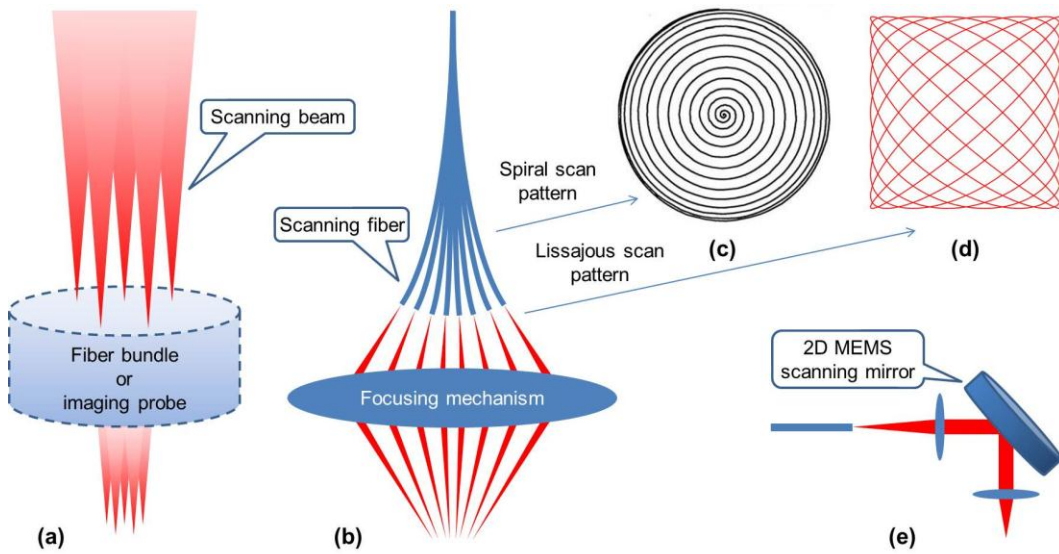 Scanning beam
Fiber bundle
or
imaging probe
(a)
Scanning fiber
Focusing mechanism
(b)
Spiral scan
pattern
Lissajous scan
pattern
(c)
(d)
2D MEMS
scanning mirror
(e)